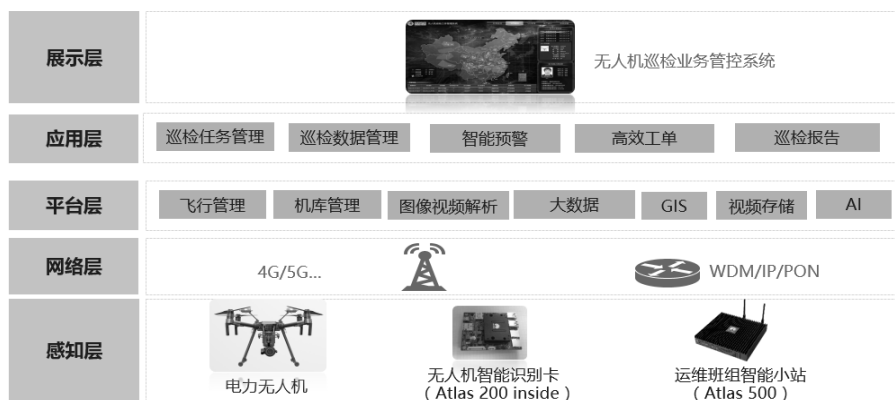 展示层
无人机巡检业务管控系统
应用层
巡检任务管理
巡检数据管理
智能预警
高效工单
巡检报告
平台层
飞行管理
机库管理
图像视频解析
大数据
GIS
视频存储
AI
网络层
4G/5G...
WDM/IP/PON
感知层
电力无人机
无人机智能识别卡
（Atlas 200 inside）
运维班组智能小站
（Atlas 500）